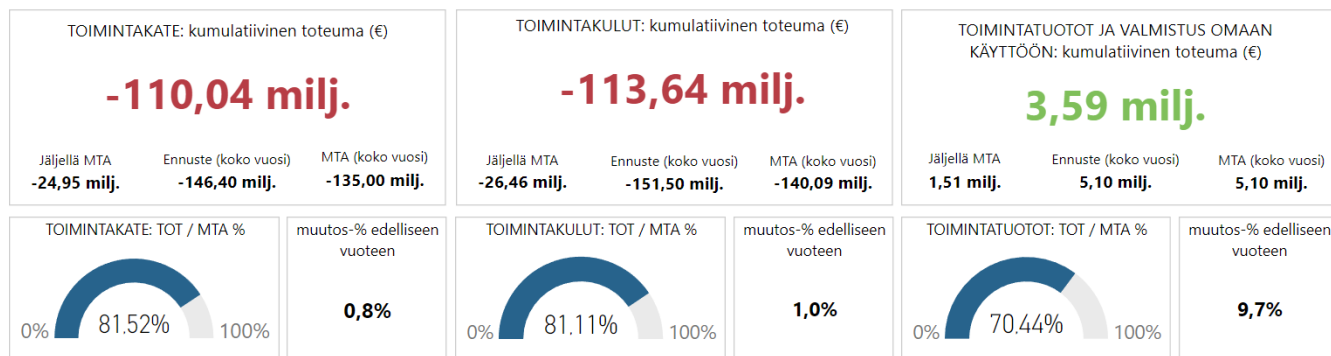 TOIMINTAKATE: kumulatiivinen toteuma (€)
-110,04 milj.
Jäljellä MTA
-24,95 milj.
Ennuste (koko vuosi)
-146,40 milj.
MTA (koko vuosi)
-135,00 milj.
TOIMINTAKULUT: kumulatiivinen toteuma (€)
-113,64 milj.
Jäljellä MTA
-26,46 milj.
Ennuste (koko vuosi)
-151,50 milj.
MTA (koko vuosi)
-140,09 milj.
TOIMINTATUOTOT JA VALMISTUS OMAAN
KÄYTTÖÖN: kumulatiivinen toteuma (€)
3,59 milj.
Jäljellä MTA
1,51 milj.
Ennuste (koko vuosi)
5,10 milj.
MTA (koko vuosi)
5,10 milj.
TOIMINTAKATE: TOT / MTA %
0%
81.52%
100%
muutos-% edelliseen
vuoteen
0,8%
TOIMINTAKULUT: TOT / MTA %
0%
81.11%
100%
muutos-% edelliseen
vuoteen
1,0%
TOIMINTATUOTOT: TOT / MTA %
0%
70.44%
100%
muutos-% edelliseen
vuoteen
9,7%